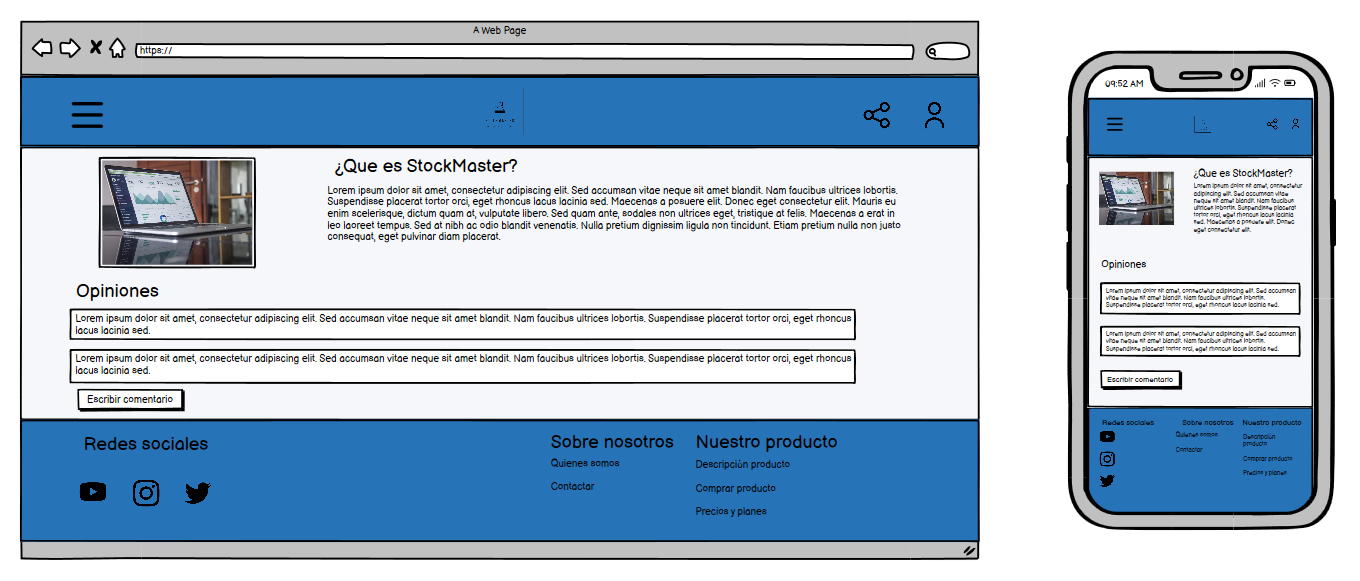 A Web Page
https://
¿Que es StockMaster?
Lorem ipsum dolor sit amet, consectetur adipiscing elit. Sed accumsan vitae neque sit amet blandit. Nam faucibus ultrices lobortis.
Suspendisse placerat tortor orci, eget rhoncus lacus lacinia sed. Maecenas a posuere elit. Donec eget consectetur elit. Mauris eu
enim scelerisque, dictum quam at, vulputate libero. Sed quam ante, sodales non ultrices eget, tristique at felis. Maecenas a erat in
leo laoreet tempus. Sed at nibh ac odio blandit venenatis. Nulla pretium dignissim ligula non tincidunt. Etiam pretium nulla non justo
consequat, eget pulvinar diam placerat.
Opiniones
Lorem ipsum dolor sit amet, consectetur adipiscing elit. Sed accumsan vitae neque sit amet blandit. Nam faucibus ultrices lobortis. Suspendisse placerat tortor orci, eget rhoncus
lacus lacinia sed.
Lorem ipsum dolor sit amet, consectetur adipiscing elit. Sed accumsan vitae neque sit amet blandit. Nam faucibus ultrices lobortis. Suspendisse placerat tortor orci, eget rhoncus
lacus lacinia sed.
Escribir comentario
Redes sociales
Sobre nosotros
Quienes somos
Contactar
Nuestro producto
Descripción producto
Comprar producto
Precios y planes
09:52 AM
¿Que es StockMaster?
Lorem ipsum dolor sit amet, consectetur
adipiscing elit. Sed accumsan vitae
neque sit amet blandit. Nam faucibus
ultrices lobortis. Suspendisse placerat
tortor orci, eget rhoncus lacus lacinia
sed. Maecenas a posuere elit. Donec
eget consectetur elit.
Opiniones
Lorem ipsum dolor sit amet, consectetur adipiscing elit. Sed accumsan
vitae neque sit amet blandit. Nam faucibus ultrices lobortis.
Suspendisse placerat tortor orci, eget rhoncus lacus lacinia sed.
Lorem ipsum dolor sit amet, consectetur adipiscing elit. Sed accumsan
vitae neque sit amet blandit. Nam faucibus ultrices lobortis.
Suspendisse placerat tortor orci, eget rhoncus lacus lacinia sed.
Escribir comentario
Redes sociales
Sobre nosotros
Quienes somos
Contactar
Nuestro producto
Descripción
producto
Comprar producto
Precios y planes